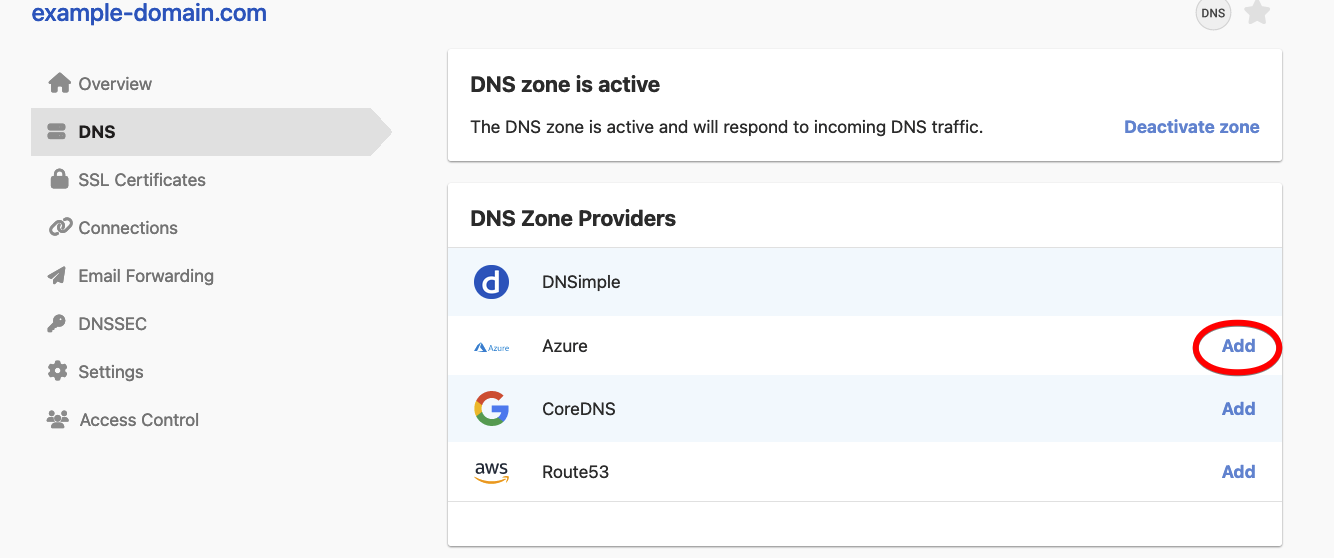 example-domain.com
DNS
Overview
DNS
SSL Certificates
Connections
Email Forwarding
DNSSEC
Settings
Access Control
DNS zone is active
The DNS zone is active and will respond to incoming DNS traffic.
Deactivate zone
DNS Zone Providers
d DNSimple
Azure Azure Add
G CoreDNS Add
aws Route53 Add